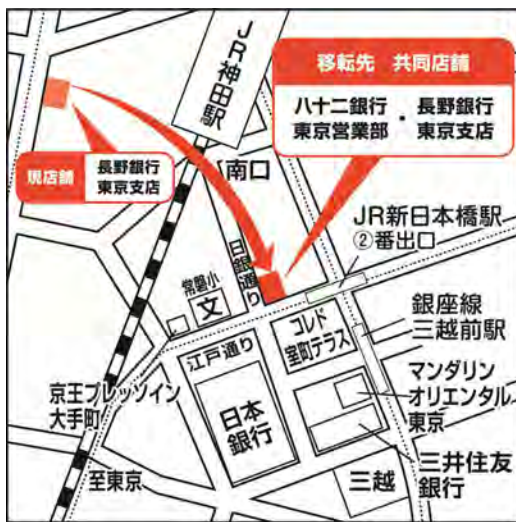 JR神田駅
移転先 共同店舗
八十二銀行
東京営業部
・
長野銀行
東京支店
現店舗
長野銀行
東京支店
南口
JR新日本橋駅
②番出口
日銀通り
常磐小
文
コレド
室町テラス
銀座線
三越前駅
江戸通り
マンダリン
オリエンタル
東京
京王プレッソイン
大手町
日本
銀行
三井住友
銀行
至東京
三越